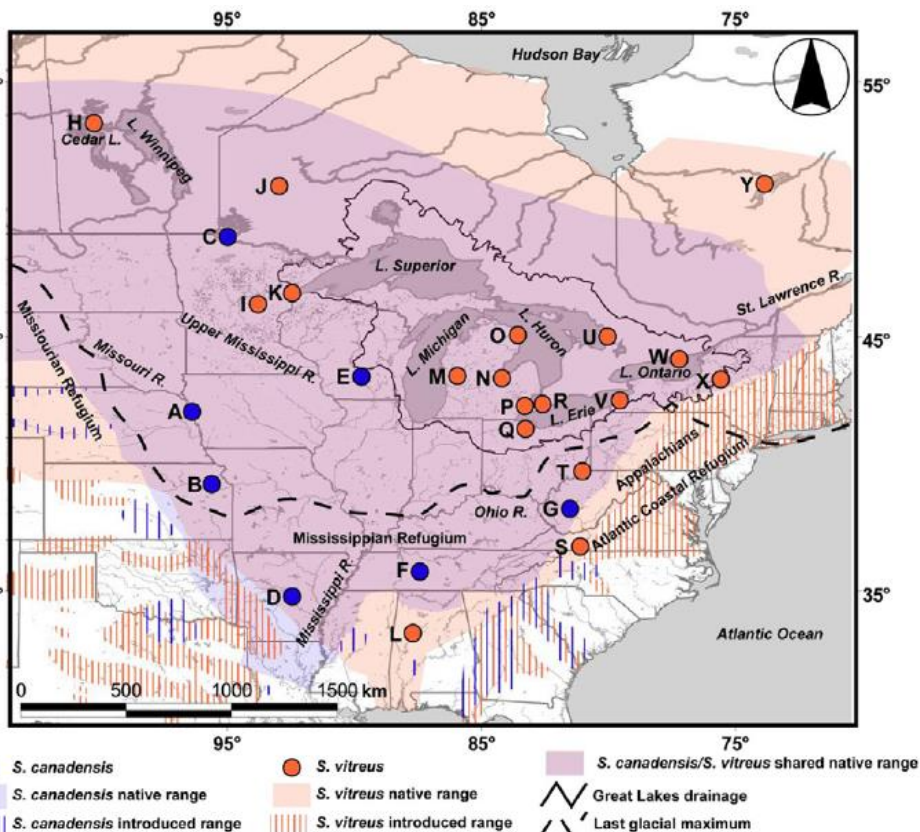 95° 85° 75°
Hudson Bay
55°
H
Cedar L.
L. Winnipeg
J
Y
C
L. Superior
St. Lawrence R.
K
I
O
L. Huron
U
45°
Missourian Refugium
Missouri R.
Upper Mississippi R.
L. Michigan
W
L. Ontario
E
M
N
X
P
R
L. Erie
V
A
Q
Appalachians
T
B
Ohio R.
G
Atlantic Coastal Refugium
Mississippian Refugium
S
F
D
Mississippi R.
35°
L
Atlantic Ocean
0 500 1000 1500 km
95° 85° 75°
S. canadensis
S. vitreus
S. canadensis/S. vitreus shared native range
S. canadensis native range
S. vitreus native range
Great Lakes drainage
S. canadensis introduced range
S. vitreus introduced range
Last glacial maximum